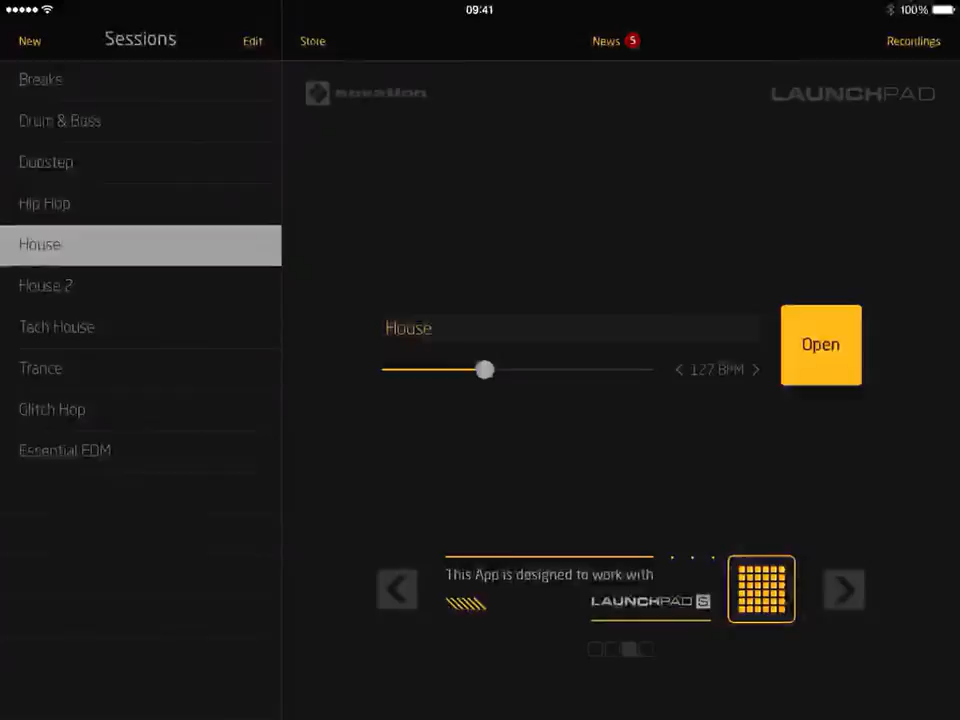 09:41
100%
New
Sessions
Edit
Store
News 5
Recordings
Breaks
Drum & Bass
Dubstep
Hip Hop
House
House 2
Tach House
Trance
Glitch Hop
Essential EDM
novation
LAUNCHPAD
House
< 127 BPM >
Open
This App is designed to work with
LAUNCHPAD S